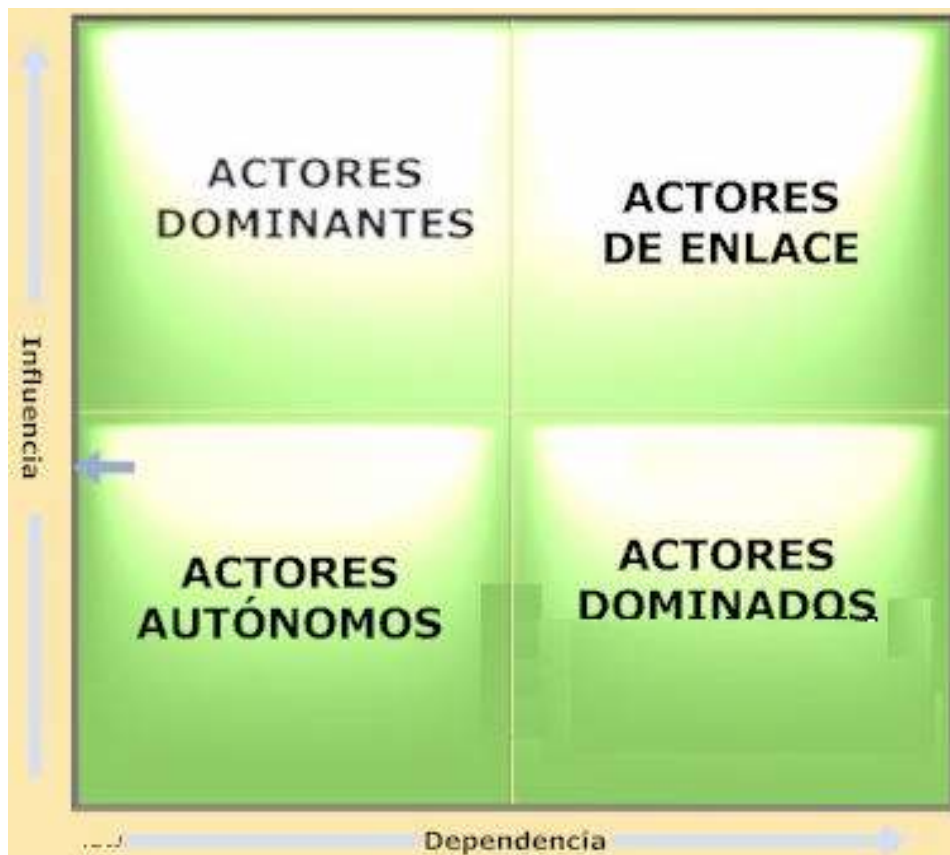 ACTORES
DOMINANTES
ACTORES
DE ENLACE
Influencia
ACTORES
AUTÓNOMOS
ACTORES
DOMINADOS
Dependencia